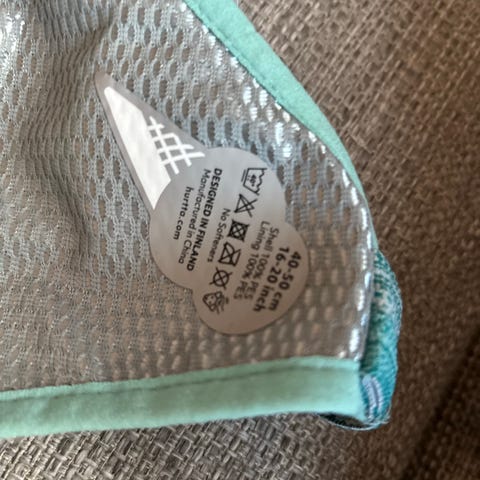 40-50 cm
16-20 inch
Shell 100% PES
Lining 100% PES
40°
No Softeners
DESIGNED IN FINLAND
Manufactured in China
hurtta.com